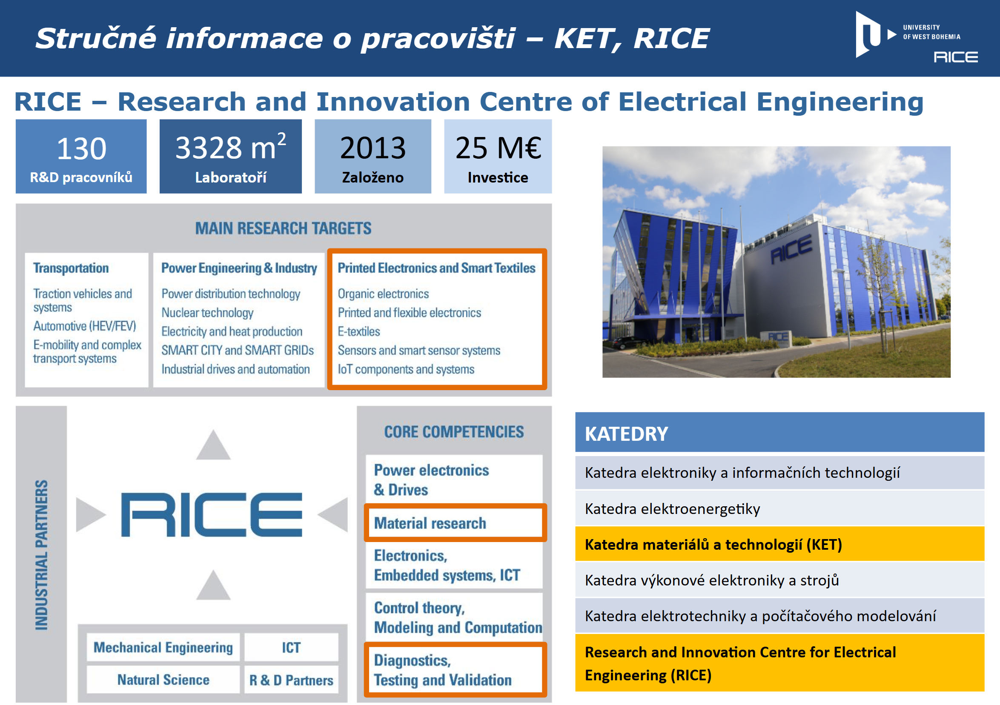 Stručné informace o pracovišti – KET, RICE
UNIVERSITY
OF WEST BOHEMIA
RICE
RICE – Research and Innovation Centre of Electrical Engineering
130
R&D pracovníků
3328 m²
Laboratoří
2013
Založeno
25 M€
Investice
MAIN RESEARCH TARGETS
Transportation
Traction vehicles and
systems
Automotive (HEV/FEV)
E-mobility and complex
transport systems
Power Engineering & Industry
Power distribution technology
Nuclear technology
Electricity and heat production
SMART CITY and SMART GRIDs
Industrial drives and automation
Printed Electronics and Smart Textiles
Organic electronics
Printed and flexible electronics
E-textiles
Sensors and smart sensor systems
IoT components and systems
RICE
RICE
INDUSTRIAL PARTNERS
RICE
Mechanical Engineering
ICT
Natural Science
R & D Partners
CORE COMPETENCIES
Power electronics
& Drives
Material research
Electronics,
Embedded systems, ICT
Control theory,
Modeling and Computation
Diagnostics,
Testing and Validation
KATEDRY
Katedra elektroniky a informačních technologií
Katedra elektroenergetiky
Katedra materiálů a technologií (KET)
Katedra výkonové elektroniky a strojů
Katedra elektrotechniky a počítačového modelování
Research and Innovation Centre for Electrical
Engineering (RICE)